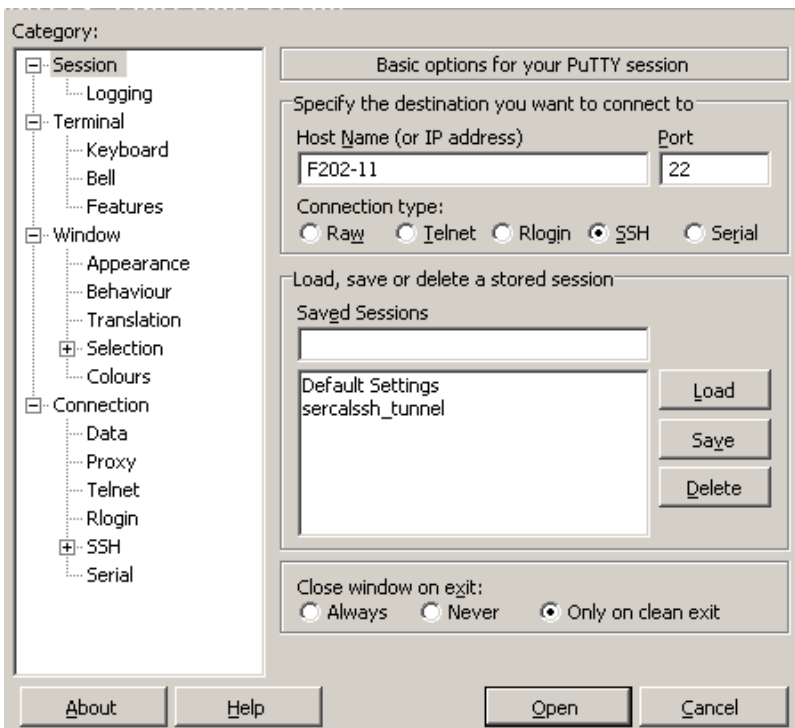 Category:
Session
Logging
Terminal
Keyboard
Bell
Features
Window
Appearance
Behaviour
Translation
Selection
Colours
Connection
Data
Proxy
Telnet
Rlogin
SSH
Serial
Basic options for your PuTTY session
Specify the destination you want to connect to
Host Name (or IP address) Port
F202-11 22
Connection type:
Raw Telnet Rlogin SSH Serial
Load, save or delete a stored session
Saved Sessions
Default Settings
sercalssh_tunnel
Load
Save
Delete
Close window on exit:
Always Never Only on clean exit
About Help Open Cancel